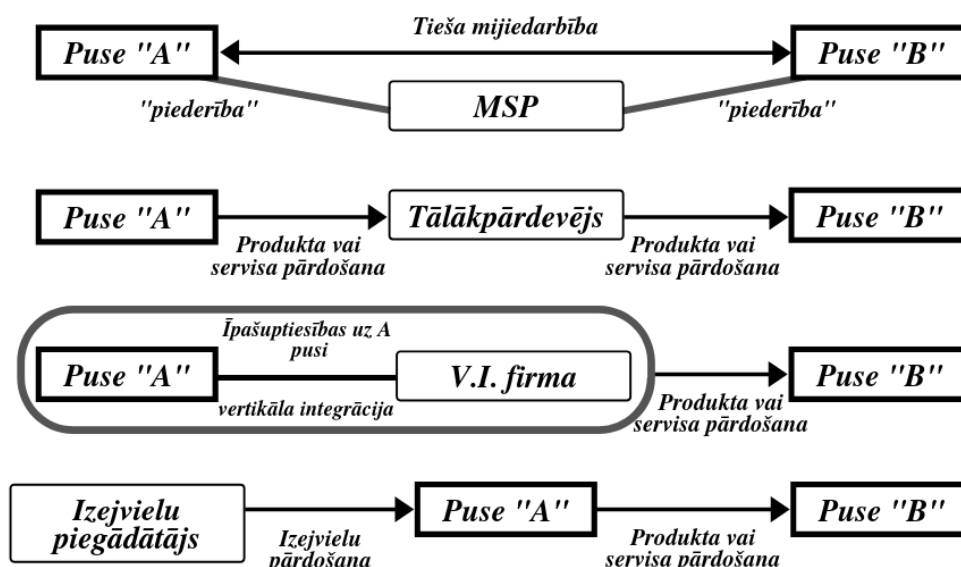 Tieša mijiedarbība
Puse "A"
Puse "B"
MSP
"piederība"
"piederība"
Puse "A"
Tālākpārdevējs
Puse "B"
Produkta vai
servisa pārdošana
Produkta vai
servisa pārdošana
Īpašuptiesības uz A
pusi
Puse "A"
V.I. firma
Puse "B"
vertikāla integrācija
Produkta vai
servisa pārdošana
Izejvielu
piegādātājs
Puse "A"
Puse "B"
Izejvielu
pārdošana
Produkta vai
servisa pārdošana